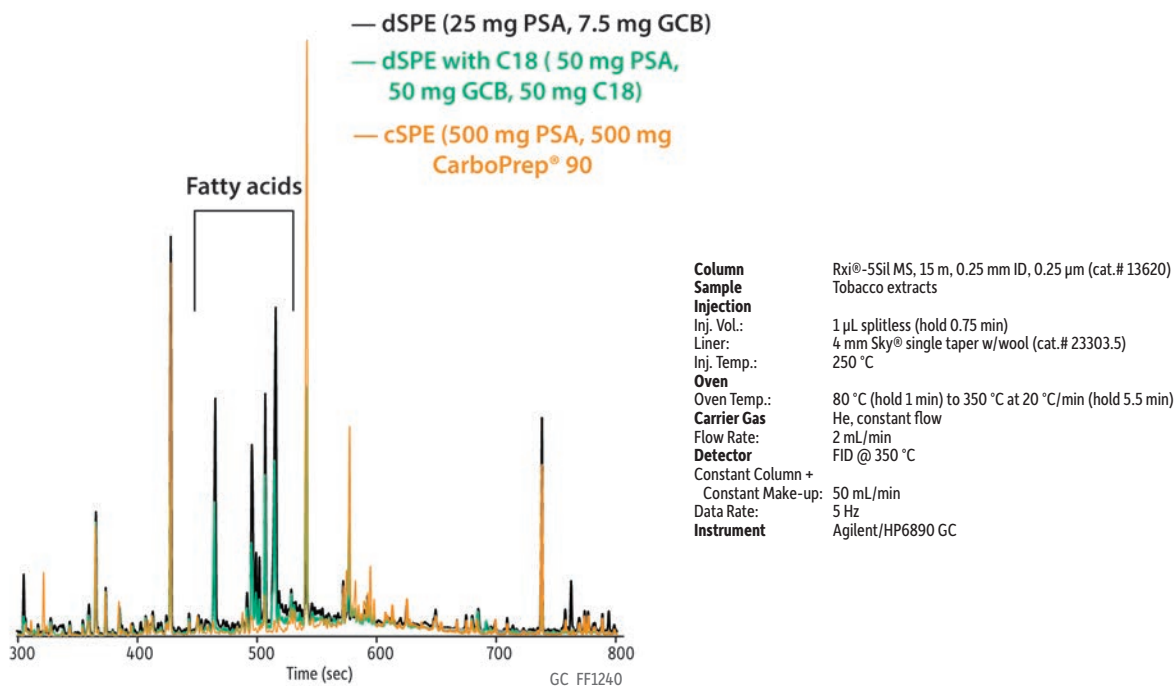 — dSPE (25 mg PSA, 7.5 mg GCB)
— dSPE with C18 ( 50 mg PSA,
50 mg GCB, 50 mg C18)
— cSPE (500 mg PSA, 500 mg
CarboPrep® 90
Fatty acids
300 400 500 600 700 800
Time (sec)
GC_FF1240
Column Rxi®-5Sil MS, 15 m, 0.25 mm ID, 0.25 µm (cat.# 13620)
Sample Tobacco extracts
Injection
Inj. Vol.: 1 µL splitless (hold 0.75 min)
Liner: 4 mm Sky® single taper w/wool (cat.# 23303.5)
Inj. Temp.: 250 °C
Oven
Oven Temp.: 80 °C (hold 1 min) to 350 °C at 20 °C/min (hold 5.5 min)
Carrier Gas He, constant flow
Flow Rate: 2 mL/min
Detector FID @ 350 °C
Constant Column +
Constant Make-up: 50 mL/min
Data Rate: 5 Hz
Instrument Agilent/HP6890 GC